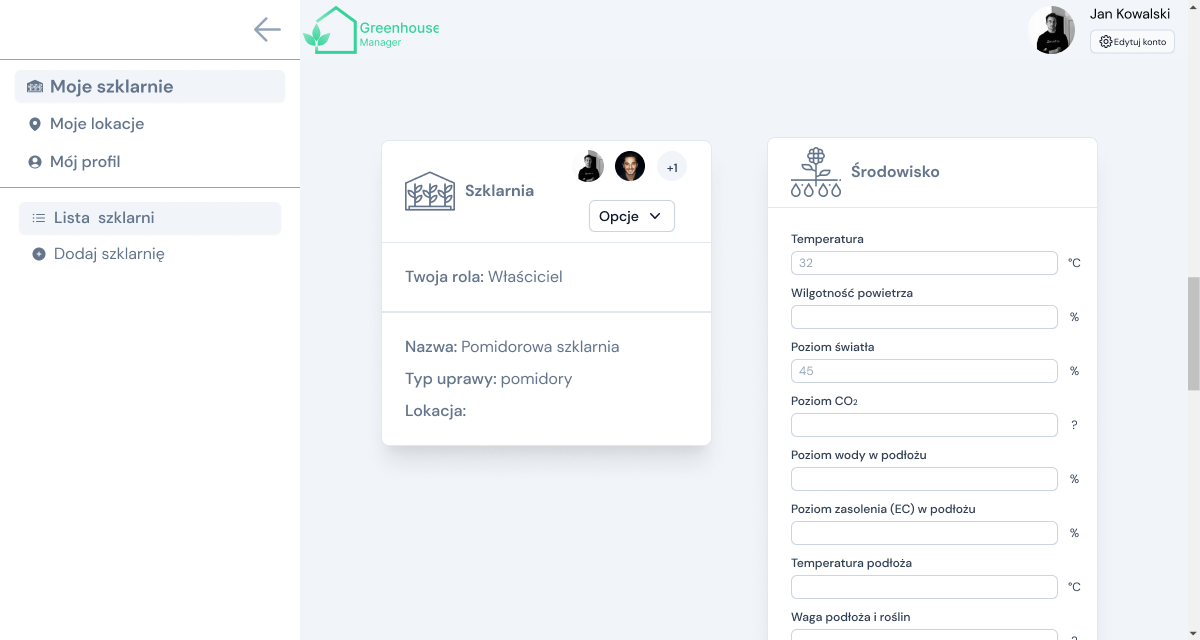 Greenhouse
Manager
Jan Kowalski
Edytuj konto
Moje szklarnie
Moje lokacje
Mój profil
Lista szklarni
Dodaj szklarnię
Szklarnia
+1
Opcje
Twoja rola: Właściciel
Nazwa: Pomidorowa szklarnia
Typ uprawy: pomidory
Lokacja:
Środowisko
Temperatura
32 °C
Wilgotność powietrza
%
Poziom światła
45 %
Poziom CO₂
?
Poziom wody w podłożu
%
Poziom zasolenia (EC) w podłożu
%
Temperatura podłoża
°C
Waga podłoża i roślin
?